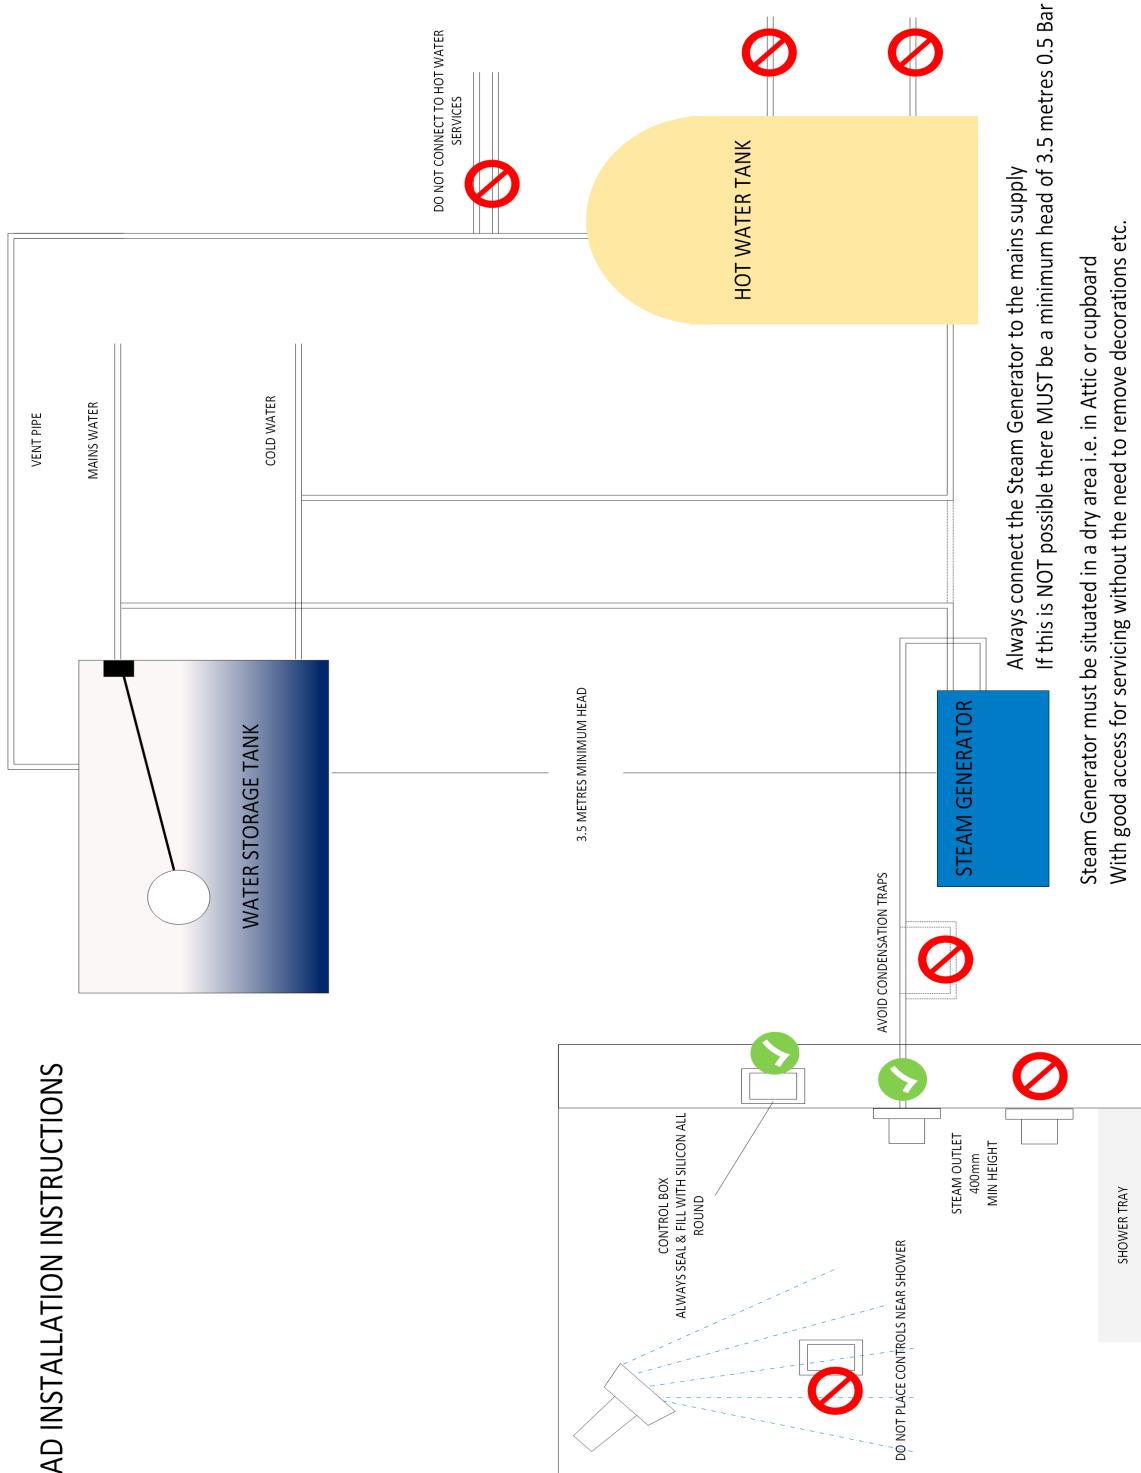 AD INSTALLATION INSTRUCTIONS
VENT PIPE
MAINS WATER
COLD WATER
WATER STORAGE TANK
DO NOT CONNECT TO HOT WATER
SERVICES
3.5 METRES MINIMUM HEAD
HOT WATER TANK
CONTROL BOX
ALWAYS SEAL & FILL WITH SILICON ALL
ROUND
AVOID CONDENSATION TRAPS
DO NOT PLACE CONTROLS NEAR SHOWER
STEAM OUTLET
400mm
MIN HEIGHT
STEAM GENERATOR
SHOWER TRAY
Always connect the Steam Generator to the mains supply
If this is NOT possible there MUST be a minimum head of 3.5 metres 0.5 Bar
Steam Generator must be situated in a dry area i.e. in Attic or cupboard
With good access for servicing without the need to remove decorations etc.